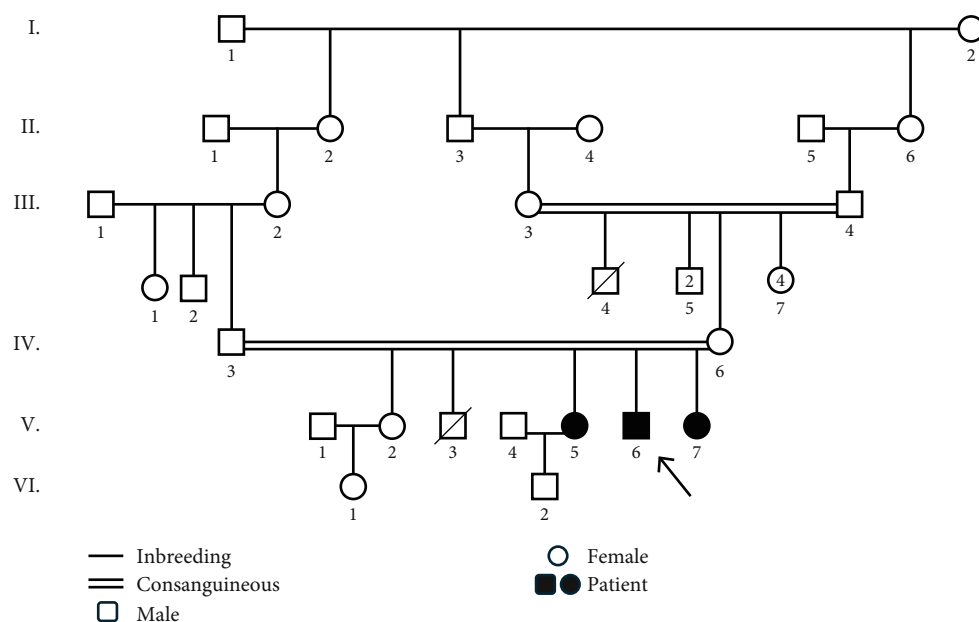 I.
1 2
II.
1 2 3 4 5 6
III.
1 2 3 4
2 4
1 2 4 5 7
IV.
3 6
V.
1 2 3 4 5 6 7
VI.
1 2
Inbreeding Female
Consanguineous Patient
Male